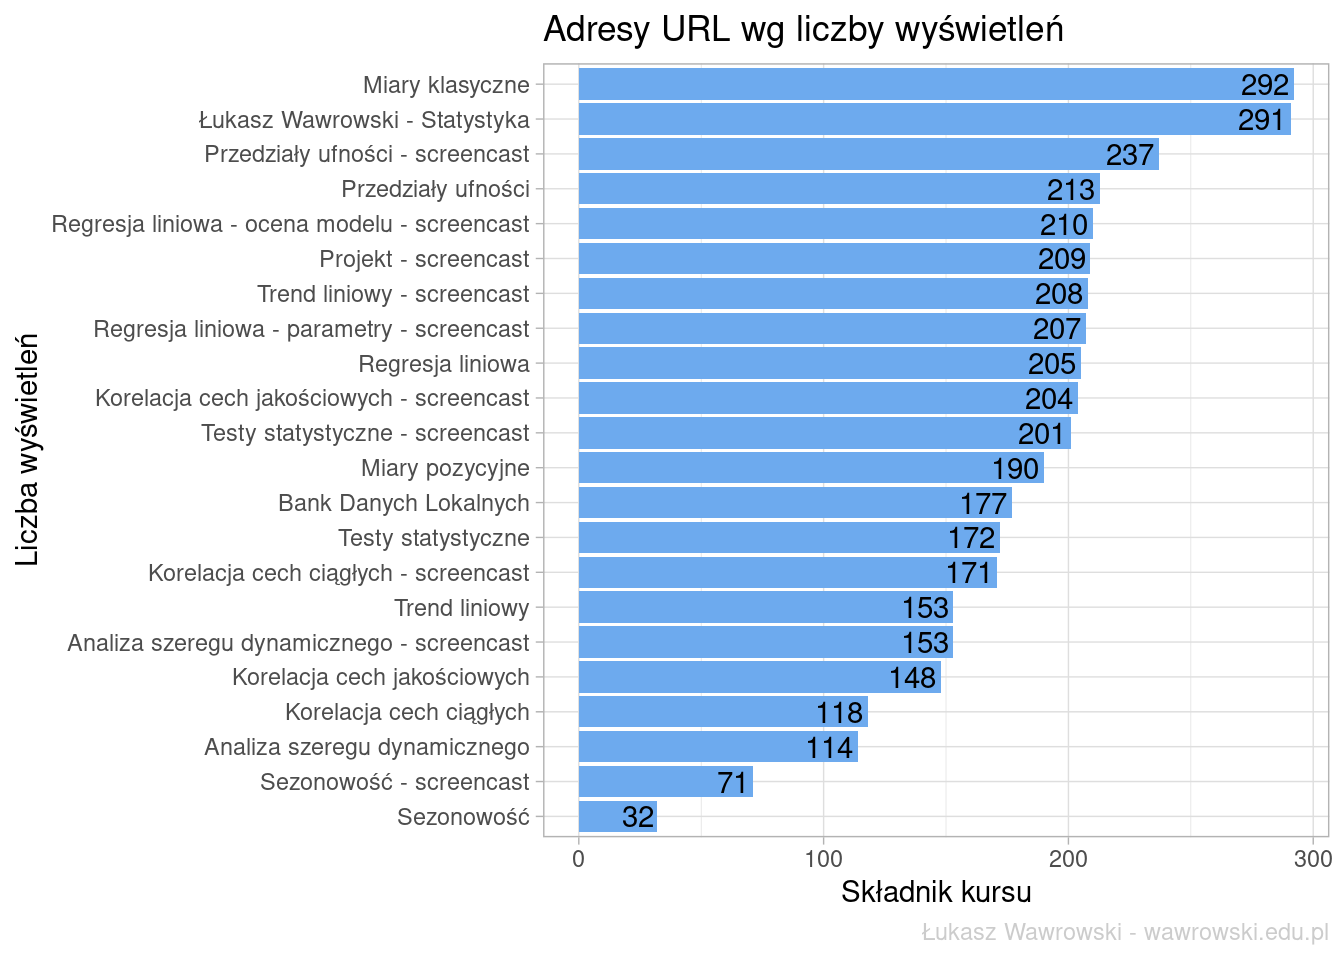 Adresy URL wg liczby wyświetleń
Miary klasyczne 292
Łukasz Wawrowski - Statystyka 291
Przedziały ufności - screencast 237
Przedziały ufności 213
Regresja liniowa - ocena modelu - screencast 210
Projekt - screencast 209
Trend liniowy - screencast 208
Regresja liniowa - parametry - screencast 207
Regresja liniowa 205
Korelacja cech jakościowych - screencast 204
Testy statystyczne - screencast 201
Miary pozycyjne 190
Bank Danych Lokalnych 177
Testy statystyczne 172
Korelacja cech ciągłych - screencast 171
Trend liniowy 153
Analiza szeregu dynamicznego - screencast 153
Korelacja cech jakościowych 148
Korelacja cech ciągłych 118
Analiza szeregu dynamicznego 114
Sezonowość - screencast 71
Sezonowość 32
Liczba wyświetleń
0 100 200 300
Składnik kursu
Łukasz Wawrowski - wawrowski.edu.pl